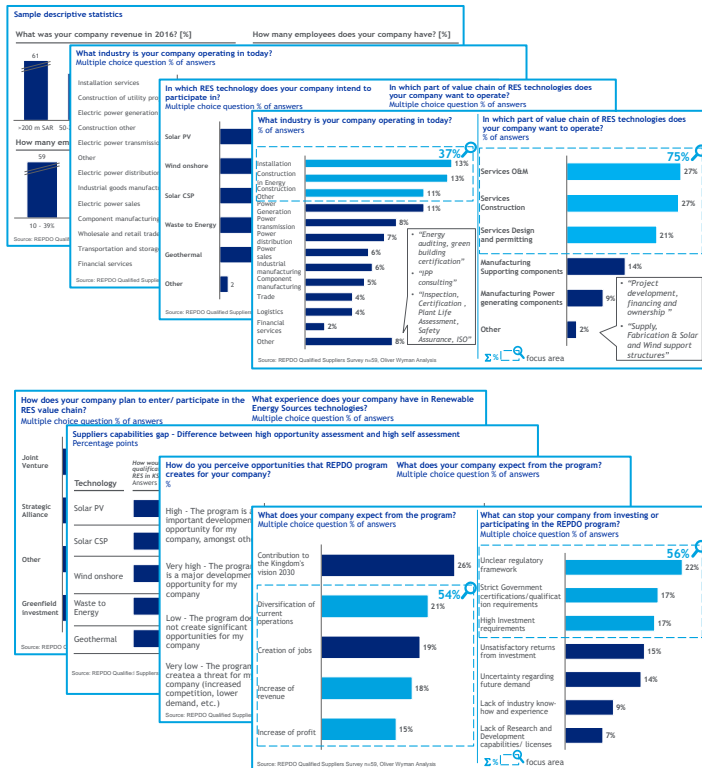 Sample descriptive statistics
What was your company revenue in 2016? [%]
How many employees does your company have? [%]
61
>200 m SAR
50-
How many em
59
10 - 39%
Source: REPDO Qualif
What industry is your company operating in today?
Multiple choice question % of answers
Installation services
Construction of utility pro
Electric power generation
Construction other
Electric power transmissio
Other
Electric power distributio
Industrial goods manufact
Electric power sales
Component manufacturing
Wholesale and retail trade
Transportation and storag
Financial services
Source: REPDO Qualified Supplie
In which RES technology does your company intend to
participate in?
Multiple choice question % of answers
In which part of value chain of RES technologies does
your company want to operate?
Multiple choice question % of answers
Solar PV
Wind onshore
Solar CSP
Waste to Energy
Geothermal
Other
2
Source: REPDO Qualified Supplier
What industry is your company operating in today?
% of answers
37%
Installation
13%
Construction
in Energy
13%
Construction
Other
11%
Power
Generation
11%
Power
transmission
8%
Power
distribution
7%
Power
sales
6%
Industrial
manufacturing
6%
Component
manufacturing
5%
Trade
4%
Logistics
4%
Financial
services
2%
Other
8%
• "Energy
auditing, green
building
certification"
• "IPP
consulting"
• "Inspection,
Certification ,
Plant Life
Assessment,
Safety
Assurance, ISO"
Source: REPDO Qualified Suppliers Survey n=59, Oliver Wyman Analysis
In which part of value chain of RES technologies does
your company want to operate?
% of answers
75%
Services O&M
27%
Services
Construction
27%
Services Design
and permitting
21%
Manufacturing
Supporting components
14%
Manufacturing Power
generating components
9%
Other
2%
• "Project
development,
financing and
ownership "
• "Supply,
Fabrication & Solar
and Wind support
structures"
Σ % focus area
How does your company plan to enter/ participate in the
RES value chain?
Multiple choice question % of answers
What experience does your company have in Renewable
Energy Sources technologies?
Multiple choice question % of answers
Joint
Venture
Strategic
Alliance
Other
Greenfield
Investment
Source: REPDO Q
Suppliers capabilities gap - Difference between high opportunity assessment and high self assessment
Percentage points
Technology
How wou
qualifica
RES in KS
Answers
Solar PV
Solar CSP
Wind onshore
Waste to
Energy
Geothermal
Source: REPDO Qualified Suppliers
How do you perceive opportunities that REPDO program
creates for your company?
%
What does your company expect from the program?
Multiple choice question % of answers
High - The program is a
important developmen
opportunity for my
company, amongst oth
Very high - The progra
is a major developmen
opportunity for my
company
Low - The program doe
not create significant
opportunities for my
company
Very low - The program
createa a threat for m
company (increased
competition, lower
demand, etc.)
Source: REPDO Qualified Supplie
What does your company expect from the program?
Multiple choice question % of answers
Contribution to
the Kingdom's
vision 2030
26%
54%
Diversification of
current
operations
21%
Creation of jobs
19%
Increase of
revenue
18%
Increase of profit
15%
Source: REPDO Qualified Suppliers Survey n=59, Oliver Wyman Analysis
What can stop your company from investing or
participating in the REPDO program?
Multiple choice question % of answers
56%
Unclear regulatory
framework
22%
Strict Government
certifications/qualificat
ion requirements
17%
High Investment
requirements
17%
Unsatisfactory returns
from investment
15%
Uncertainty regarding
future demand
14%
Lack of industry know-
how and experience
9%
Lack of Research and
Development
capabilities/ licenses
7%
Σ % focus area